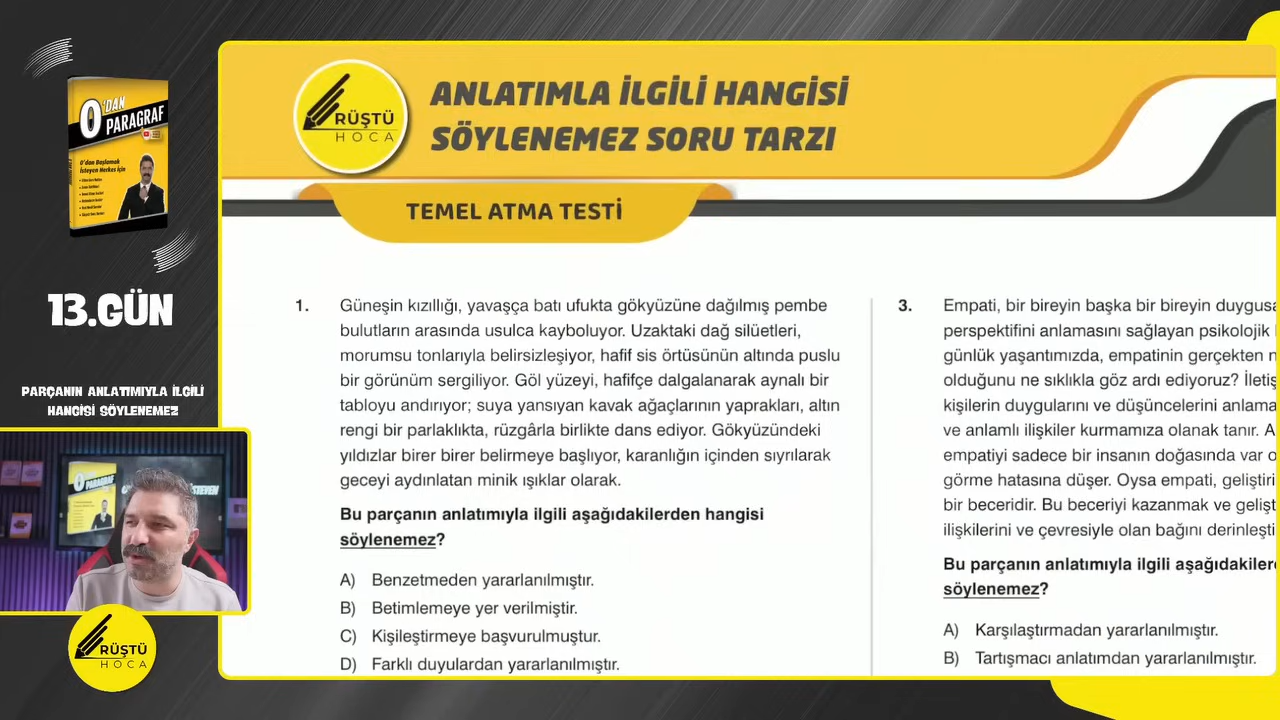 0'DAN
PARAGRAF
0'dan Başlamak
İsteyen Herkes İçin
13.GÜN
PARÇANIN ANLATIMIYLA İLGİLİ
HANGİSİ SÖYLENEMEZ
RÜŞTÜ
HOCA
RÜŞTÜ
HOCA
ANLATIMLA İLGİLİ HANGİSİ
SÖYLENEMEZ SORU TARZI
TEMEL ATMA TESTİ
1. Güneşin kızıllığı, yavaşça batı ufukta gökyüzüne dağılmış pembe
bulutların arasında usulca kayboluyor. Uzaktaki dağ silüetleri,
morumsu tonlarıyla belirsizleşiyor, hafif sis örtüsünün altında puslu
bir görünüm sergiliyor. Göl yüzeyi, hafifçe dalgalanarak aynalı bir
tabloyu andırıyor; suya yansıyan kavak ağaçlarının yaprakları, altın
rengi bir parlaklıkta, rüzgârla birlikte dans ediyor. Gökyüzündeki
yıldızlar birer birer belirmeye başlıyor, karanlığın içinden sıyrılarak
geceyi aydınlatan minik ışıklar olarak.
Bu parçanın anlatımıyla ilgili aşağıdakilerden hangisi
söylenemez?
A) Benzetmeden yararlanılmıştır.
B) Betimlemeye yer verilmiştir.
C) Kişileştirmeye başvurulmuştur.
D) Farklı duyulardan yararlanılmıştır.
3. Empati, bir bireyin başka bir bireyin duygusa
perspektifini anlamasını sağlayan psikolojik
günlük yaşantımızda, empatinin gerçekten n
olduğunu ne sıklıkla göz ardı ediyoruz? İletiş
kişilerin duygularını ve düşüncelerini anlama
ve anlamlı ilişkiler kurmamıza olanak tanır. A
empatiyi sadece bir insanın doğasında var o
görme hatasına düşer. Oysa empati, geliştiri
bir beceridir. Bu beceriyi kazanmak ve gelişt
ilişkilerini ve çevresiyle olan bağını derinleşti
Bu parçanın anlatımıyla ilgili aşağıdakiler
söylenemez?
A) Karşılaştırmadan yararlanılmıştır.
B) Tartışmacı anlatımdan yararlanılmıştır.